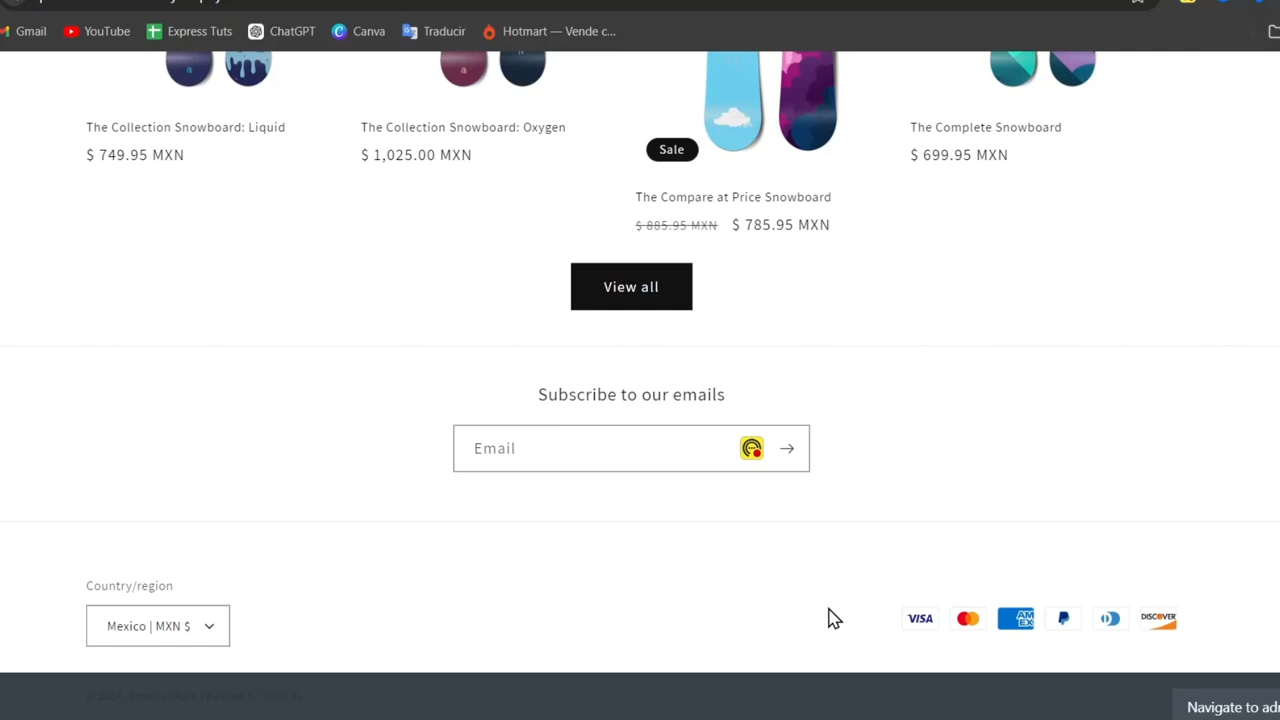 Gmail YouTube Express Tuts ChatGPT Canva Traducir Hotmart — Vende c...
The Collection Snowboard: Liquid
$ 749.95 MXN
The Collection Snowboard: Oxygen
$ 1,025.00 MXN
Sale
The Compare at Price Snowboard
$ 885.95 MXN $ 785.95 MXN
The Complete Snowboard
$ 699.95 MXN
View all
Subscribe to our emails
Email
Country/region
Mexico | MXN $
VISA AMEX DISCOVER
Navigate to ad